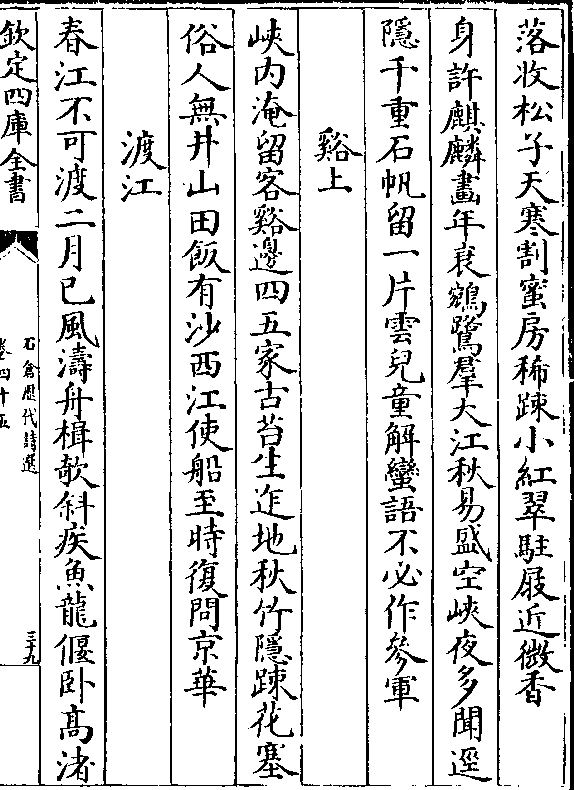 落收松子天寒割蜜房稀踈小紅翠駐屐近微香
身許麒麟畫年衰鵷鷺羣大江秋易盛空峽夜多聞逕
隱千重石帆留一片雲兒童解蠻語不必作參軍
谿上
峽内淹留客谿邊四五家古苔生迮地秋竹隱踈花塞
俗人無井山田飯有沙西江使船至時復問京華
渡江
春江不可渡二月已風濤舟楫欹斜疾魚龍偃卧髙渚
欽定四庫全書
石倉歴代詩選
卷四十五
三十九